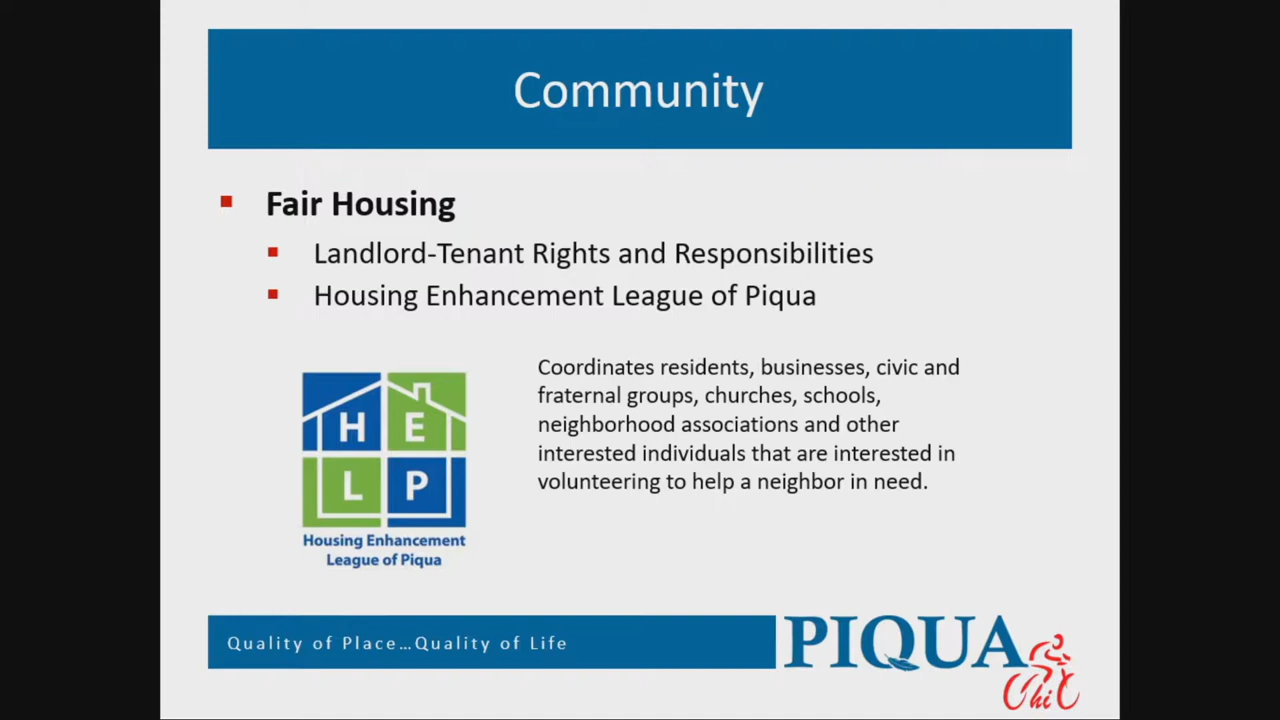 Community
Fair Housing
Landlord-Tenant Rights and Responsibilities
Housing Enhancement League of Piqua
Coordinates residents, businesses, civic and
fraternal groups, churches, schools,
neighborhood associations and other
interested individuals that are interested in
volunteering to help a neighbor in need.
H E
L P
Housing Enhancement
League of Piqua
Quality of Place…Quality of Life
PIQUA
Ohio